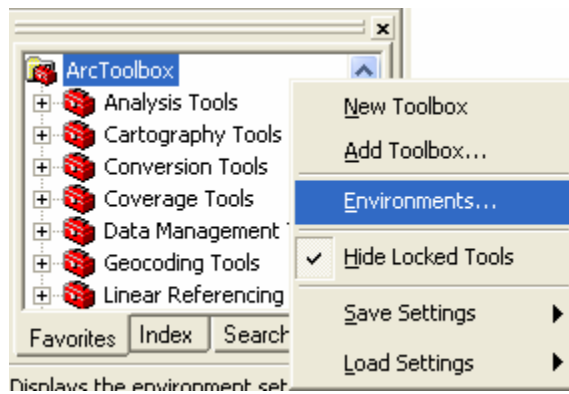 ArcToolbox
Analysis Tools
Cartography Tools
Conversion Tools
Coverage Tools
Data Management
Geocoding Tools
Linear Referencing
Favorites Index Search
Displays the environment set
New Toolbox
Add Toolbox...
Environments...
Hide Locked Tools
Save Settings
Load Settings